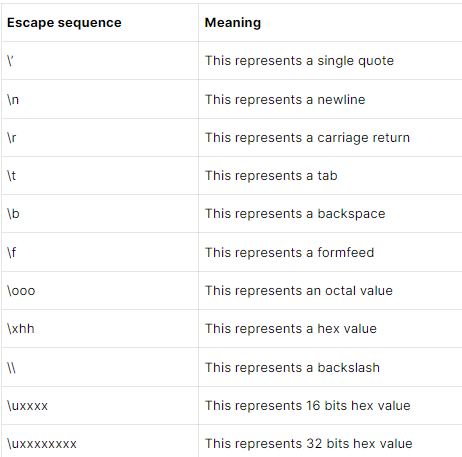 Escape sequence Meaning
\' This represents a single quote
\n This represents a newline
\r This represents a carriage return
\t This represents a tab
\b This represents a backspace
\f This represents a formfeed
\ooo This represents an octal value
\xhh This represents a hex value
\\ This represents a backslash
\uxxxx This represents 16 bits hex value
\uxxxxxxxx This represents 32 bits hex value